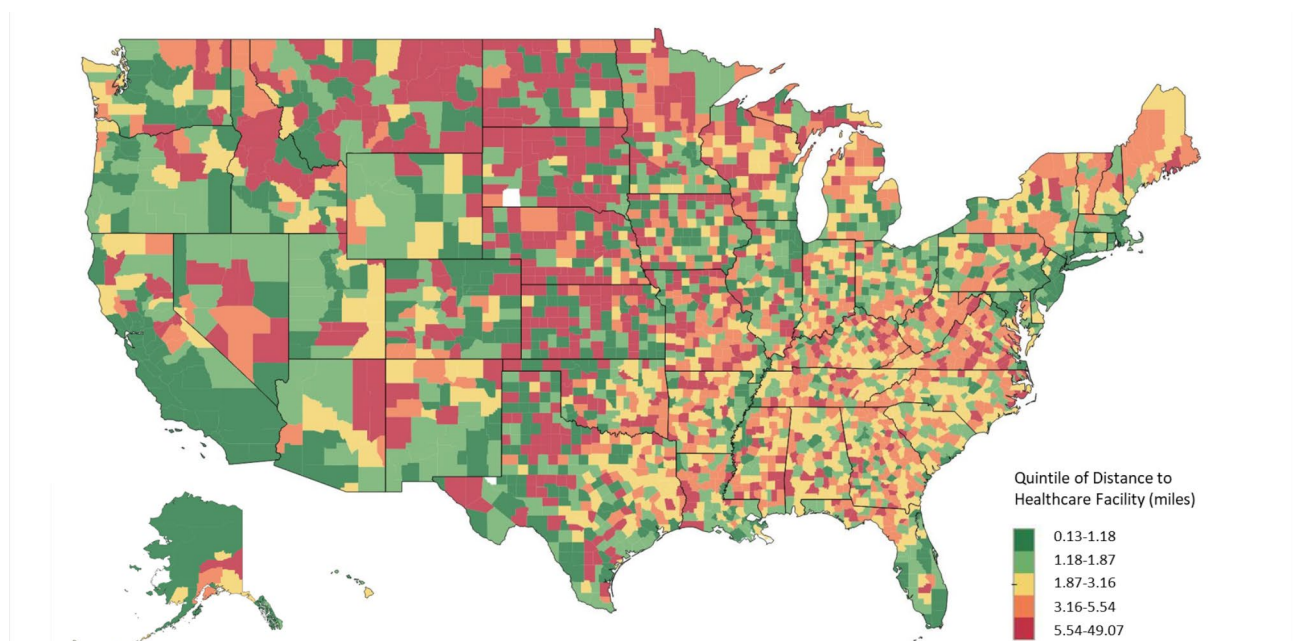 Quintile of Distance to
Healthcare Facility (miles)
0.13-1.18
1.18-1.87
1.87-3.16
3.16-5.54
5.54-49.07